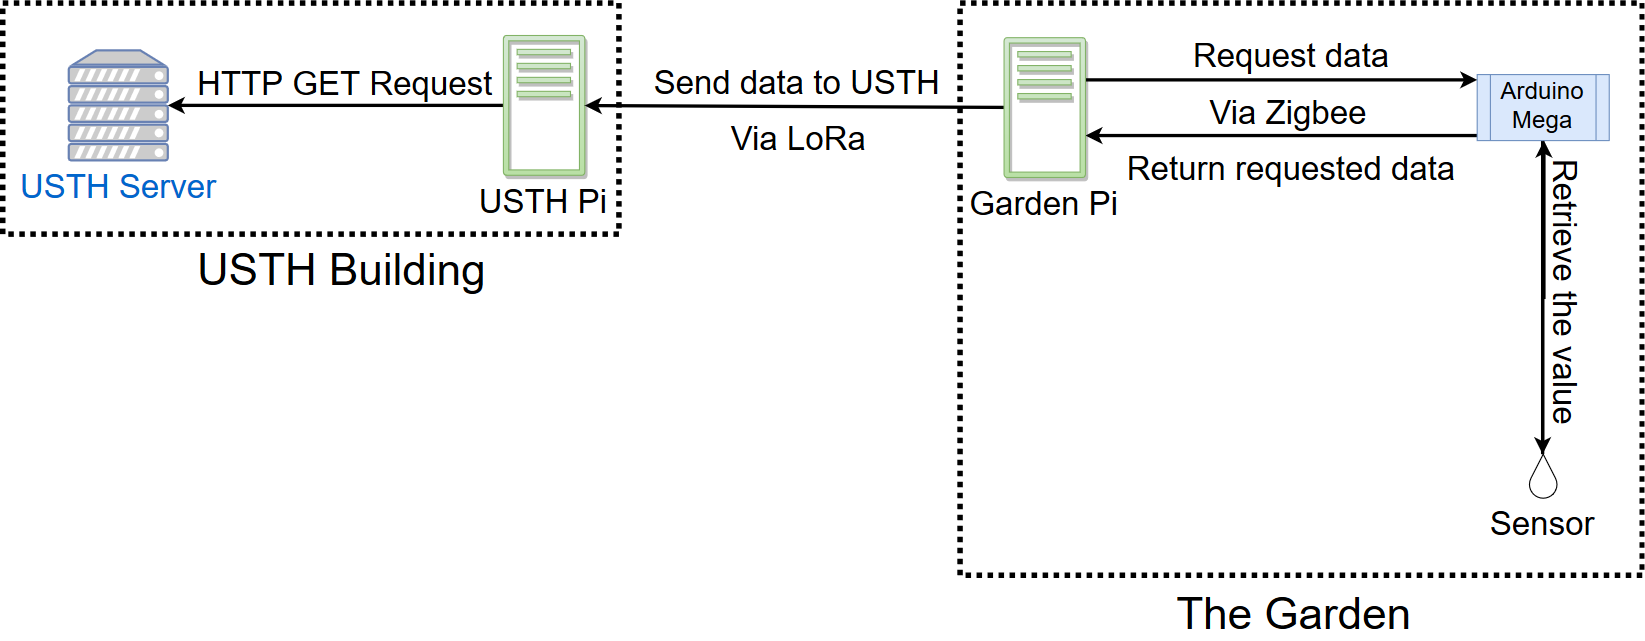 HTTP GET Request
USTH Server
USTH Pi
USTH Building
Send data to USTH
Via LoRa
Garden Pi
Request data
Via Zigbee
Return requested data
Arduino
Mega
Retrieve the value
Sensor
The Garden